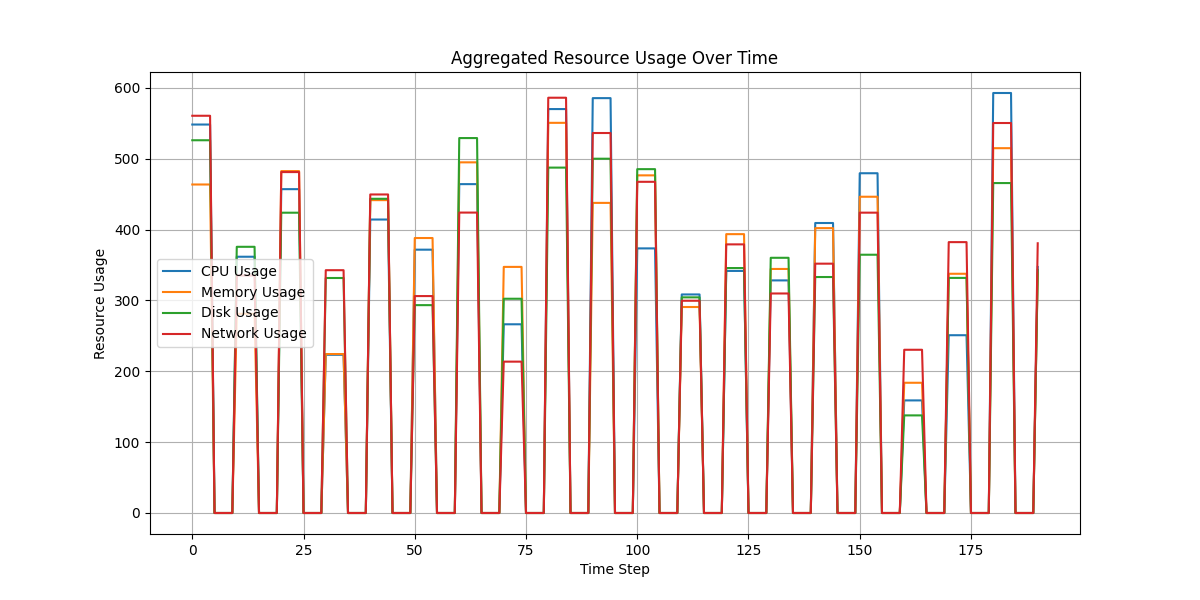 Aggregated Resource Usage Over Time
600
500
400
300
200
100
0
Resource Usage
CPU Usage
Memory Usage
Disk Usage
Network Usage
0 25 50 75 100 125 150 175
Time Step